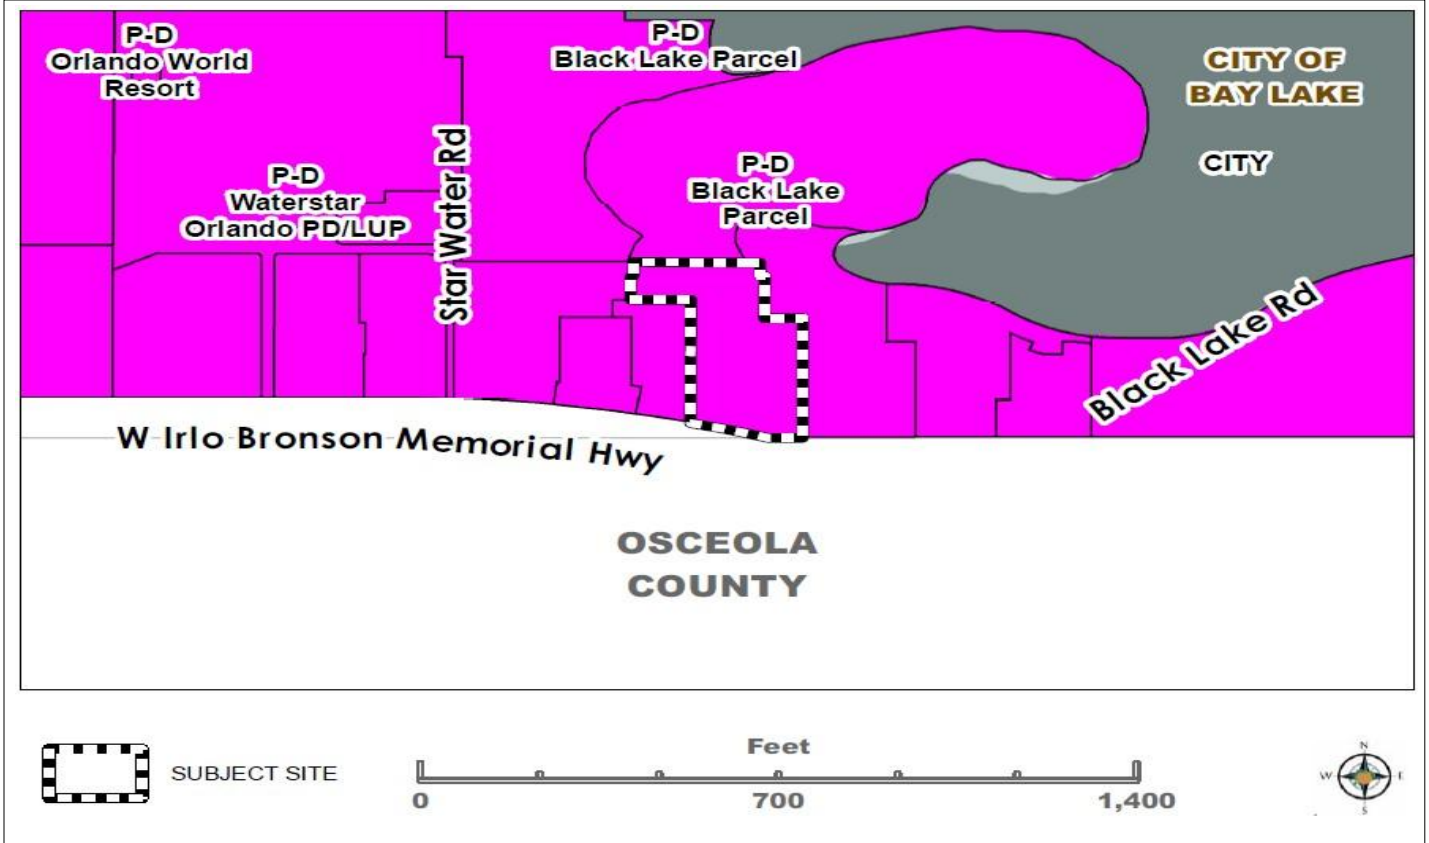 P-D
Orlando World
Resort
P-D
Black Lake Parcel
CITY OF
BAY LAKE
CITY
P-D
Waterstar
Orlando PD/LUP
Star Water Rd
P-D
Black Lake
Parcel
Black Lake Rd
W Irlo Bronson Memorial Hwy
OSCEOLA
COUNTY
SUBJECT SITE
Feet
0 700 1,400
N
W E
S